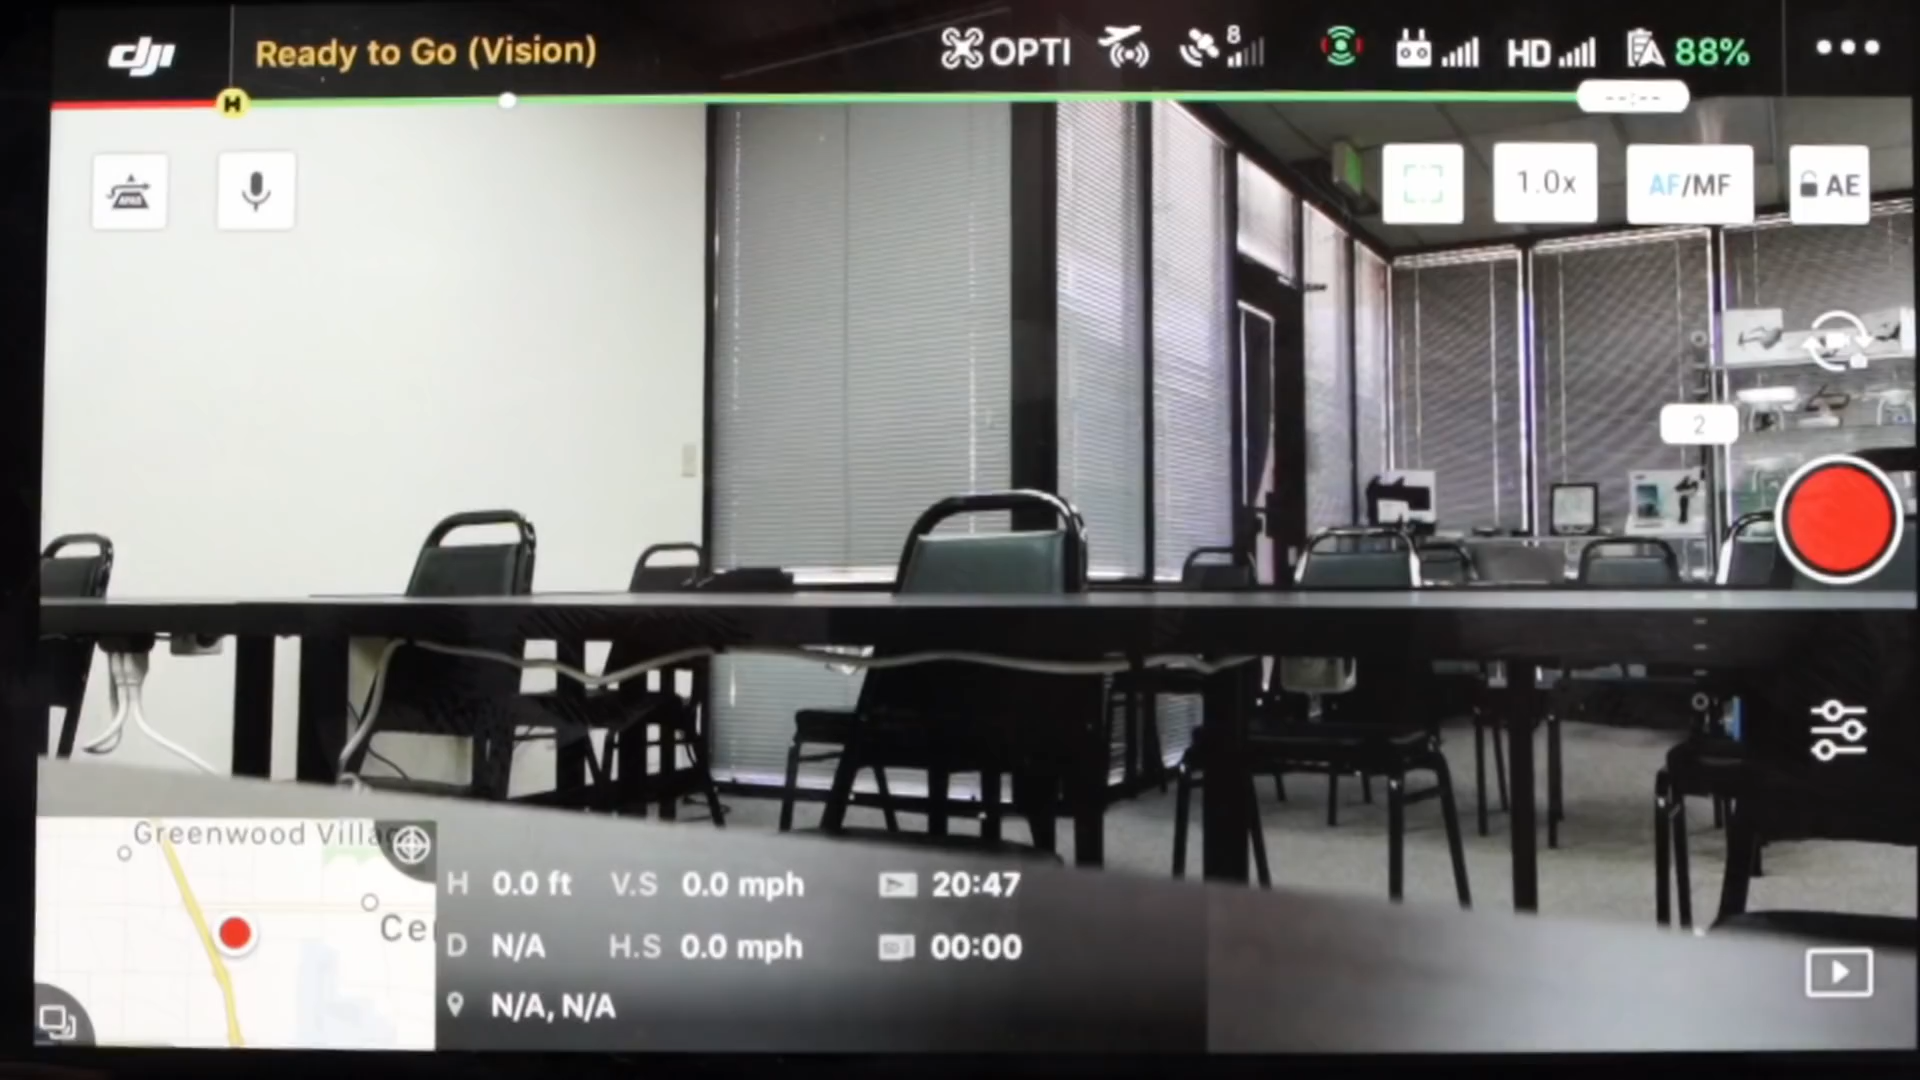 dji
Ready to Go (Vision)
OPTI
8
HD
88%
H
--:--
APAS
1.0x
AF/MF
AE
2
Greenwood Villa
Ce
H 0.0 ft V.S 0.0 mph 20:47
D N/A H.S 0.0 mph 00:00
N/A, N/A